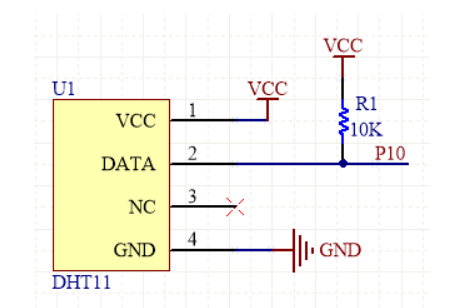 VCC
U1
VCC
R1
VCC
1
10K
DATA
2
P10
NC
3
GND
4
GND
DHT11